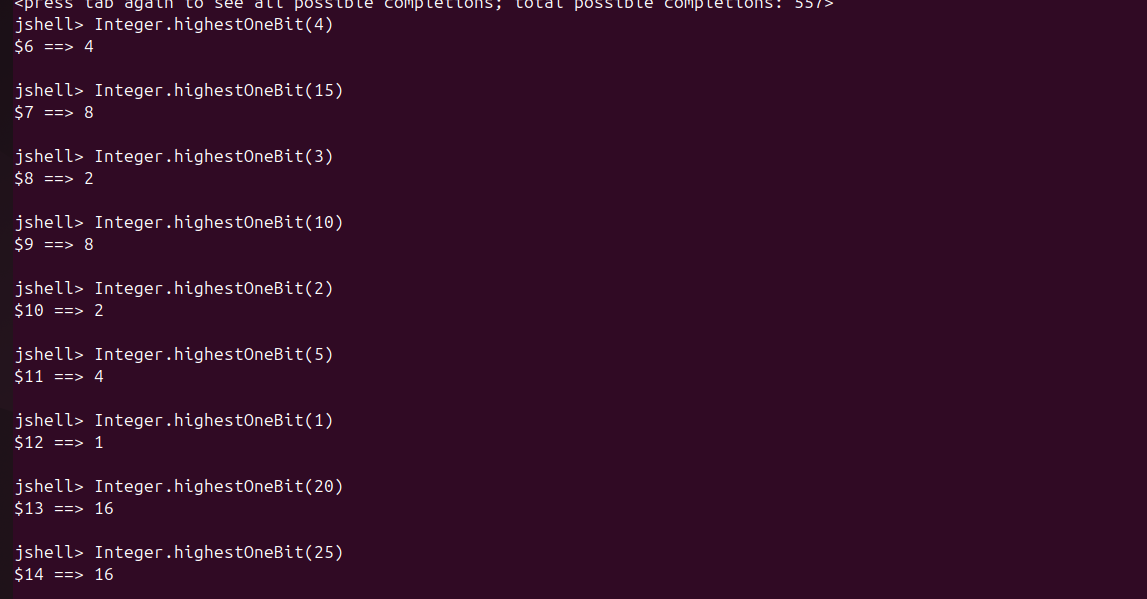 <press tab again to see all possible completions; total possible completions: 557>
jshell> Integer.highestOneBit(4)
$6 ==> 4
jshell> Integer.highestOneBit(15)
$7 ==> 8
jshell> Integer.highestOneBit(3)
$8 ==> 2
jshell> Integer.highestOneBit(10)
$9 ==> 8
jshell> Integer.highestOneBit(2)
$10 ==> 2
jshell> Integer.highestOneBit(5)
$11 ==> 4
jshell> Integer.highestOneBit(1)
$12 ==> 1
jshell> Integer.highestOneBit(20)
$13 ==> 16
jshell> Integer.highestOneBit(25)
$14 ==> 16